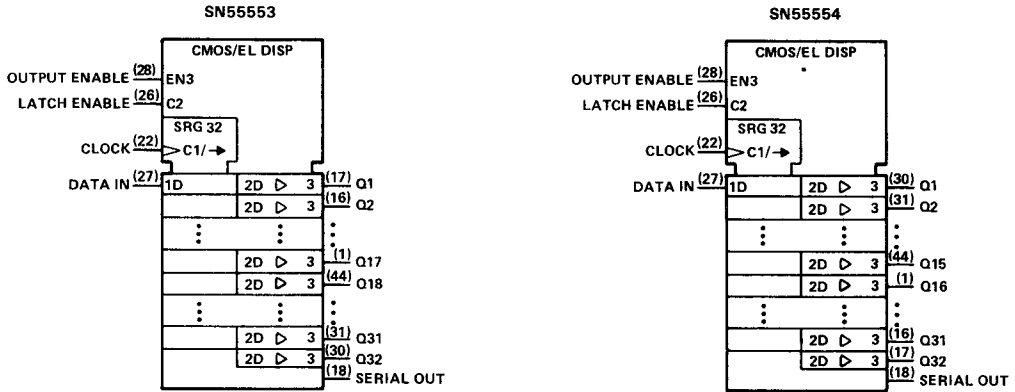 SN55553
CMOS/EL DISP
OUTPUT ENABLE (28) EN3
LATCH ENABLE (26) C2
SRG 32
CLOCK (22) C1/→
DATA IN (27) 1D 2D ▷ 3 (17) Q1
2D ▷ 3 (16) Q2
2D ▷ 3 (1) Q17
2D ▷ 3 (44) Q18
2D ▷ 3 (31) Q31
2D ▷ 3 (30) Q32
(18) SERIAL OUT
SN55554
CMOS/EL DISP
OUTPUT ENABLE (28) EN3
LATCH ENABLE (26) C2
SRG 32
CLOCK (22) C1/→
DATA IN (27) 1D 2D ▷ 3 (30) Q1
2D ▷ 3 (31) Q2
2D ▷ 3 (44) Q15
2D ▷ 3 (1) Q16
2D ▷ 3 (16) Q31
2D ▷ 3 (17) Q32
(18) SERIAL OUT